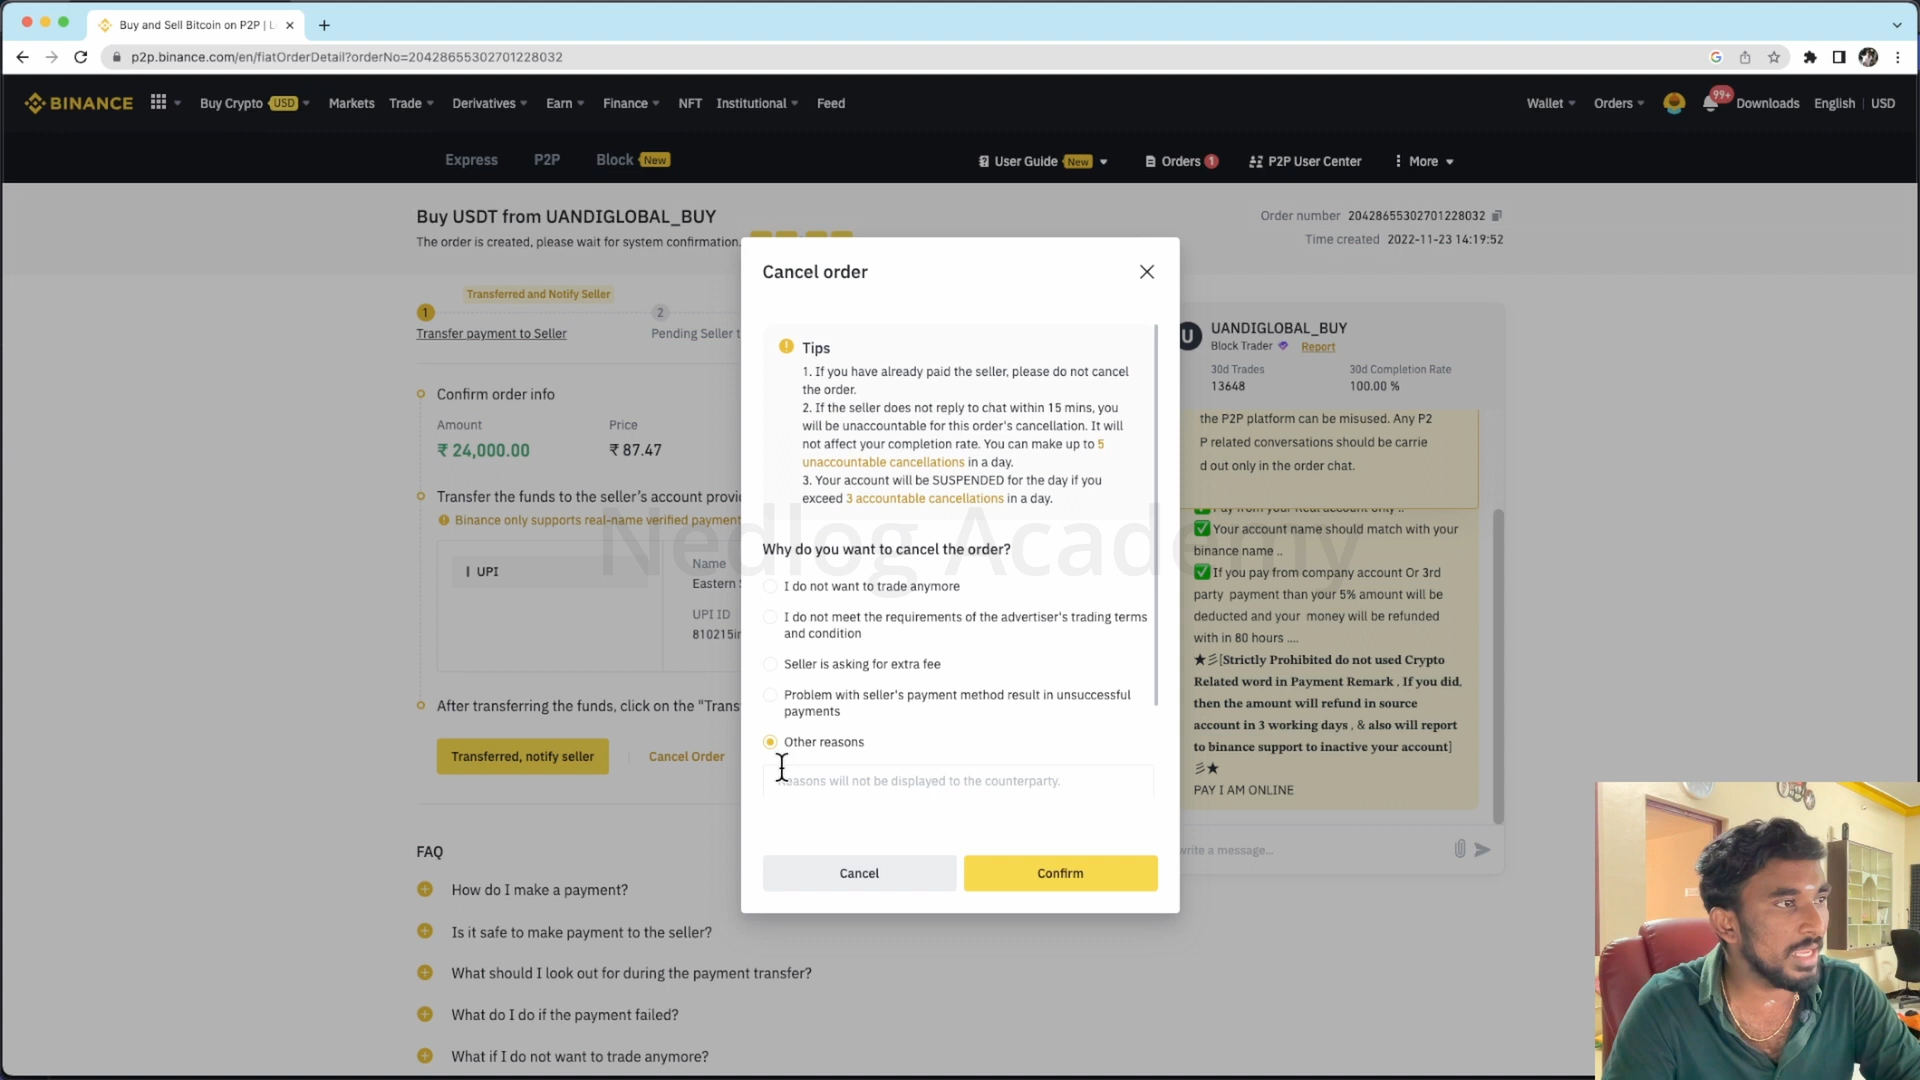 Buy and Sell Bitcoin on P2P |
p2p.binance.com/en/fiatOrderDetail?orderNo=20428655302701228032
BINANCE
Buy Crypto USD
Markets
Trade
Derivatives
Earn
Finance
NFT
Institutional
Feed
Wallet
Orders
99+
Downloads
English | USD
Express
P2P
Block New
User Guide New
Orders 1
P2P User Center
More
Buy USDT from UANDIGLOBAL_BUY
The order is created, please wait for system confirmation.
Order number 20428655302701228032
Time created 2022-11-23 14:19:52
Transferred and Notify Seller
1
2
Transfer payment to Seller
Pending Seller t
Confirm order info
Amount
Price
₹ 24,000.00
₹ 87.47
Transfer the funds to the seller's account provi
Binance only supports real-name verified payment
UPI
Name
Eastern
UPI ID
810215i
After transferring the funds, click on the "Trans
Transferred, notify seller
Cancel Order
FAQ
How do I make a payment?
Is it safe to make payment to the seller?
What should I look out for during the payment transfer?
What do I do if the payment failed?
What if I do not want to trade anymore?
Cancel order
Tips
1. If you have already paid the seller, please do not cancel
the order.
2. If the seller does not reply to chat within 15 mins, you
will be unaccountable for this order's cancellation. It will
not affect your completion rate. You can make up to 5
unaccountable cancellations in a day.
3. Your account will be SUSPENDED for the day if you
exceed 3 accountable cancellations in a day.
Nedlog Academy
Why do you want to cancel the order?
I do not want to trade anymore
I do not meet the requirements of the advertiser's trading terms
and condition
Seller is asking for extra fee
Problem with seller's payment method result in unsuccessful
payments
Other reasons
Reasons will not be displayed to the counterparty.
Cancel
Confirm
U
UANDIGLOBAL_BUY
Block Trader
Report
30d Trades
30d Completion Rate
13648
100.00 %
the P2P platform can be misused. Any P2
P related conversations should be carrie
d out only in the order chat.
✅ Pay from your Real account only ..
✅ Your account name should match with your
binance name ..
✅ If you pay from company account Or 3rd
party payment than your 5% amount will be
deducted and your money will be refunded
with in 80 hours ....
★彡[Strictly Prohibited do not used Crypto
Related word in Payment Remark , If you did,
then the amount will refund in source
account in 3 working days , & also will report
to binance support to inactive your account]
彡★
PAY I AM ONLINE
write a message...